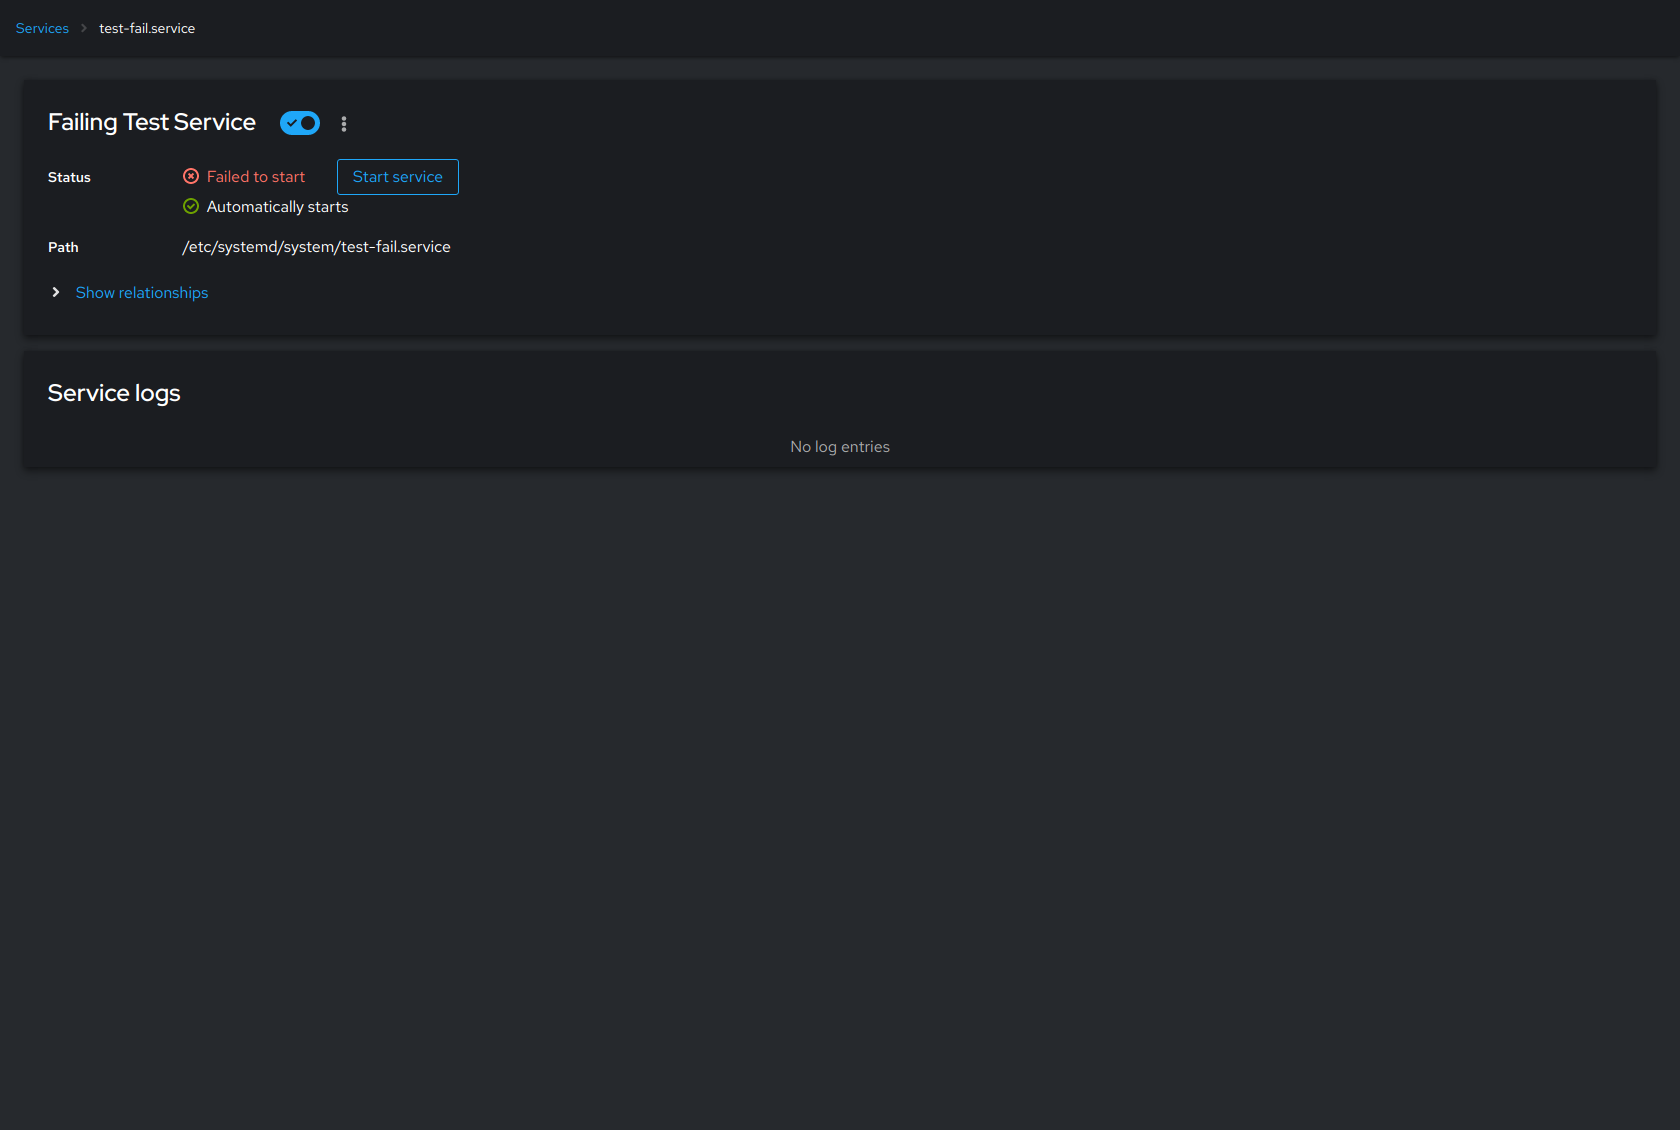 Services
test-fail.service
Failing Test Service
Status
Failed to start
Start service
Automatically starts
Path
/etc/systemd/system/test-fail.service
Show relationships
Service logs
No log entries